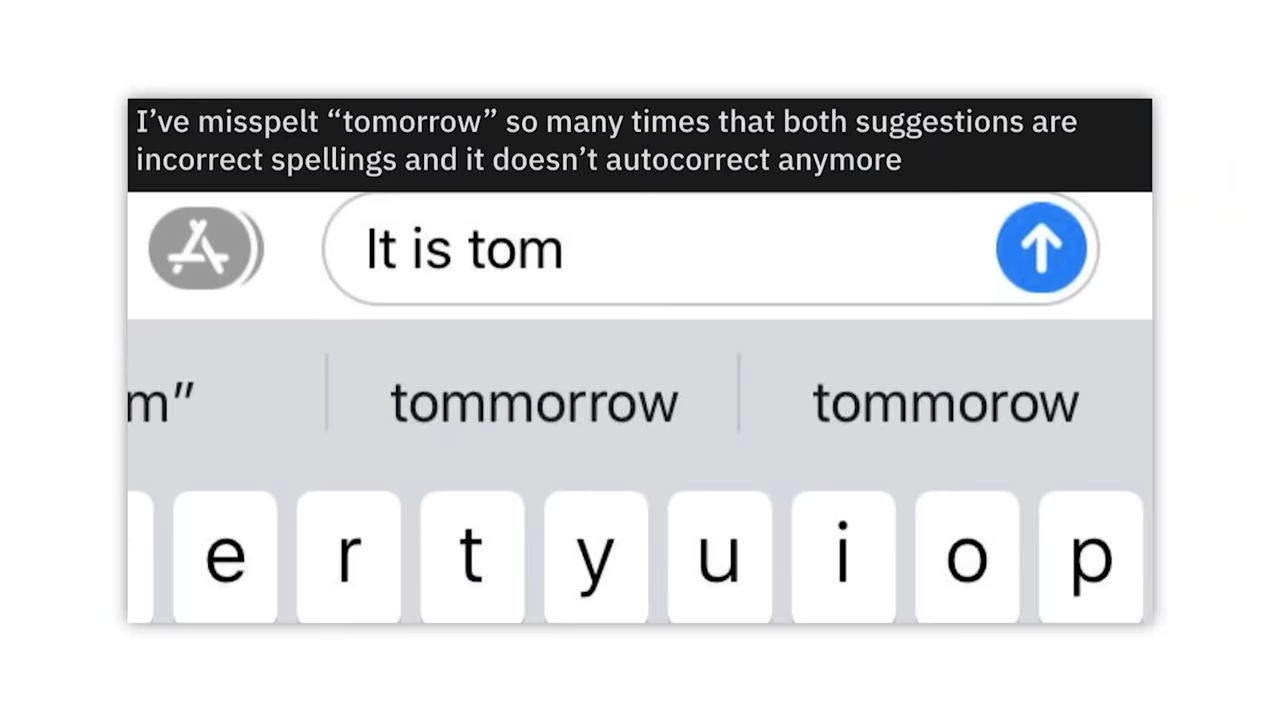 I’ve misspelt “tomorrow” so many times that both suggestions are
incorrect spellings and it doesn’t autocorrect anymore
It is tom
m” tommorrow tommorow
e r t y u i o p